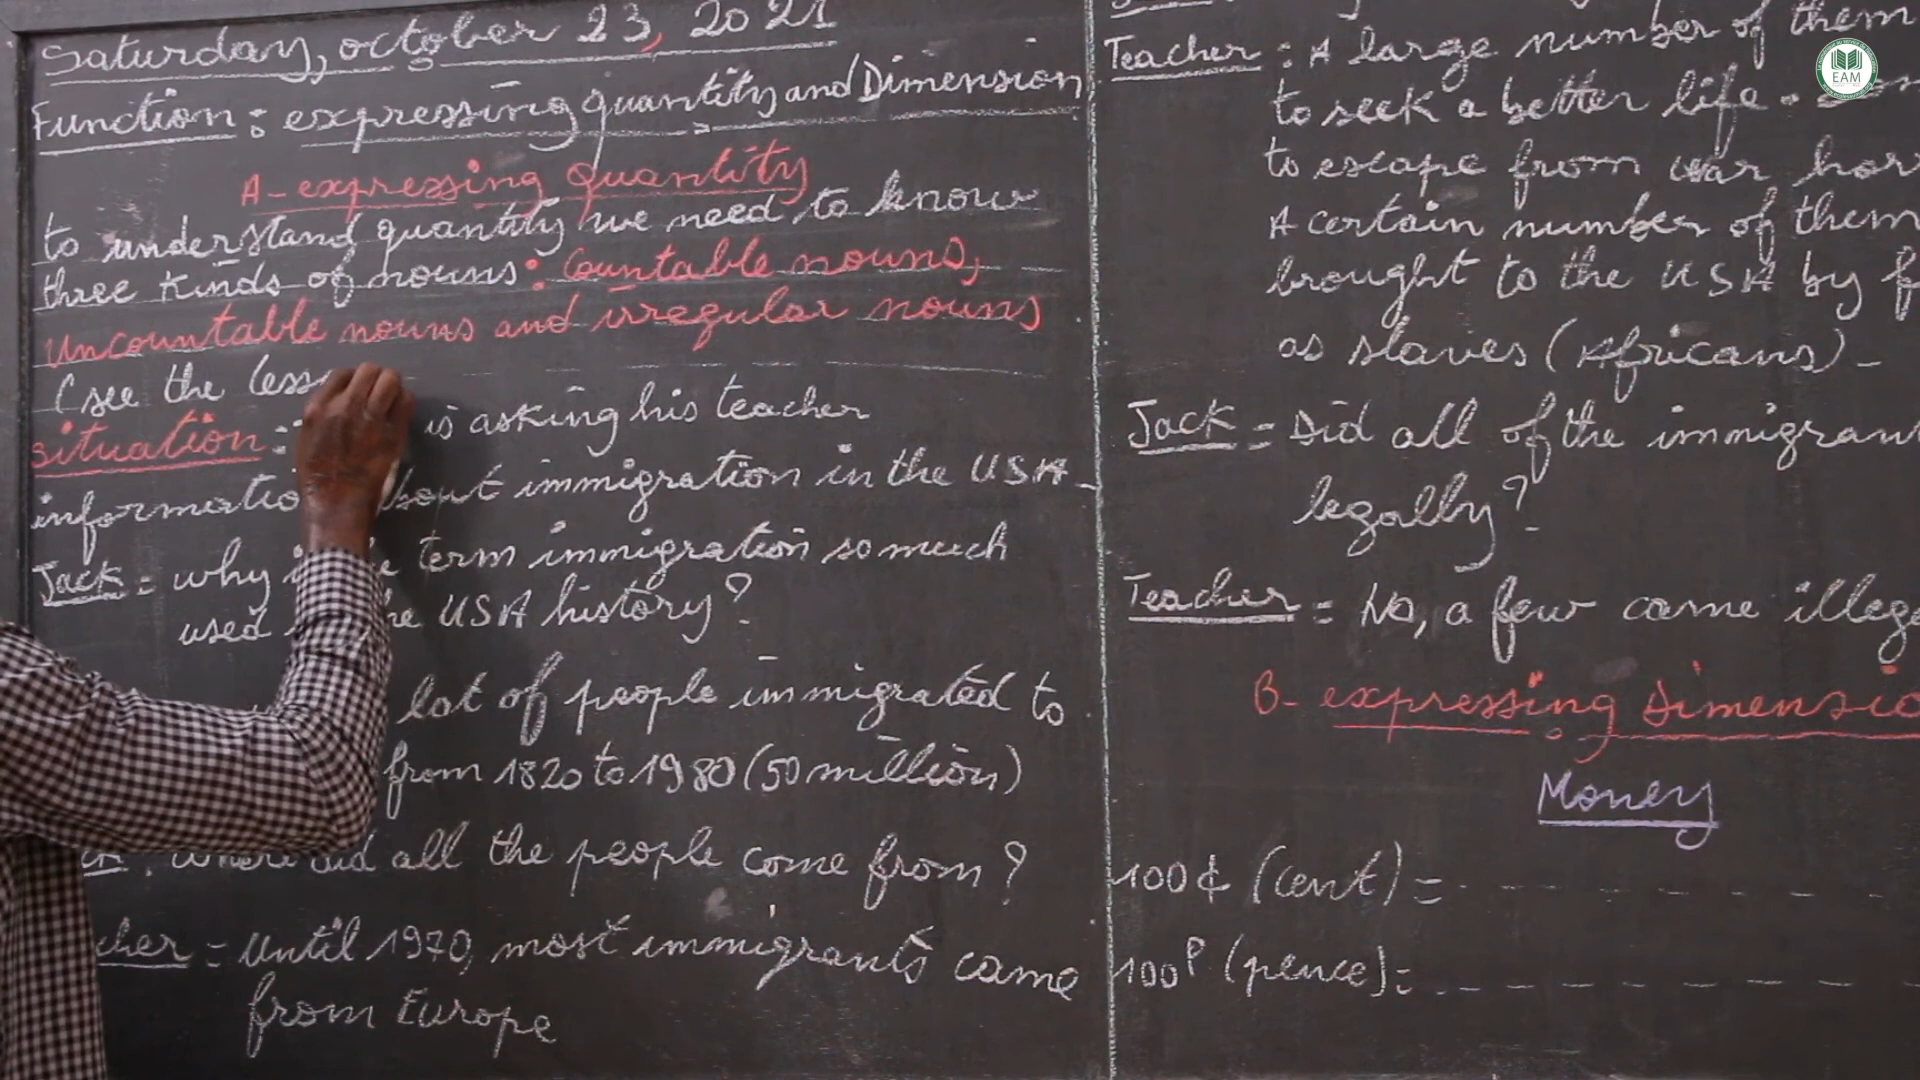 Saturday, october 23, 2021
Function: expressing quantity and Dimension
A- expressing quantity
to understand quantity we need to know
three kinds of nouns: countable nouns,
uncountable nouns and irregular nouns
(see the less
situation: is asking his teacher
informatio about immigration in the USA-
Jack = why the term immigration so much
used the USA history?
lot of people immigrated to
from 1820 to 1980 (50 million)
did all the people come from?
cher = Until 1970, most immigrants came
from Europe
Teacher: A large number of them
to seek a better life.
to escape from war
A certain number of them
brought to the USA by
as slaves (Africans)-
Jack = Did all of the immigrant
legally?
Teacher = No, a few came illeg
B- expressing Dimensio
Money
100¢ (cent) = - - - -
100P (pence): - - - - -
EAM